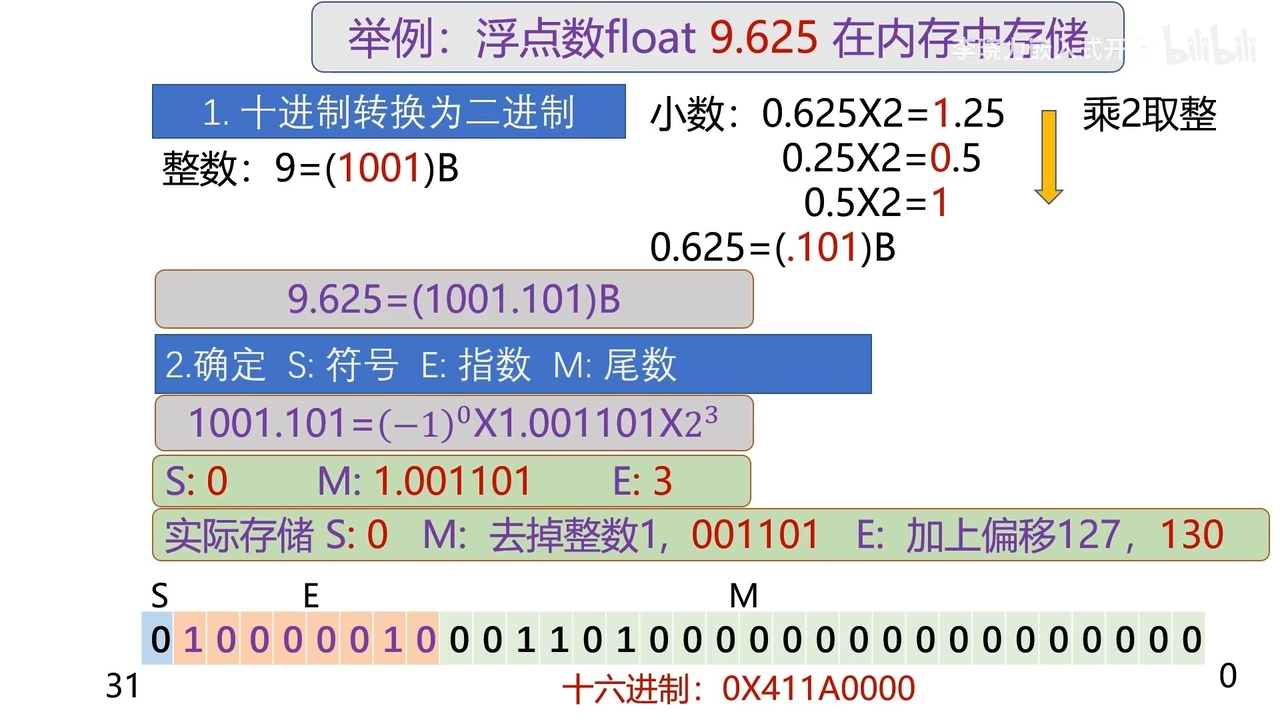 举例：浮点数float 9.625 在内存中存储
bilibili
1. 十进制转换为二进制
整数：9=(1001)B
小数：0.625X2=1.25
乘2取整
0.25X2=0.5
0.5X2=1
0.625=(.101)B
9.625=(1001.101)B
2.确定 S: 符号 E: 指数 M: 尾数
1001.101=(−1)⁰X1.001101X2³
S: 0 M: 1.001101 E: 3
实际存储 S: 0 M: 去掉整数1，001101 E: 加上偏移127，130
S E M
0 1 0 0 0 0 0 1 0 0 0 1 1 0 1 0 0 0 0 0 0 0 0 0 0 0 0 0 0 0 0 0
31 0
十六进制：0X411A0000